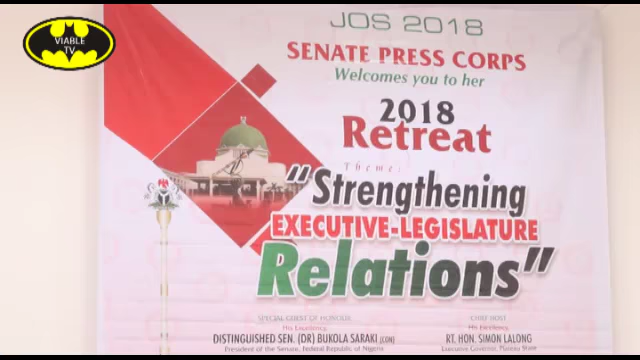 VIABLE
TV
JOS 2018
SENATE PRESS CORPS
Welcomes you to her
2018
Retreat
Theme:
"Strengthening
EXECUTIVE-LEGISLATURE
Relations"
SPECIAL GUEST OF HONOUR:
His Excellency,
DISTINGUISHED SEN. (DR) BUKOLA SARAKI (CON)
President of the Senate, Federal Republic of Nigeria
CHIEF HOST
His Excellency,
RT. HON. SIMON LALONG
Executive Governor, Plateau State